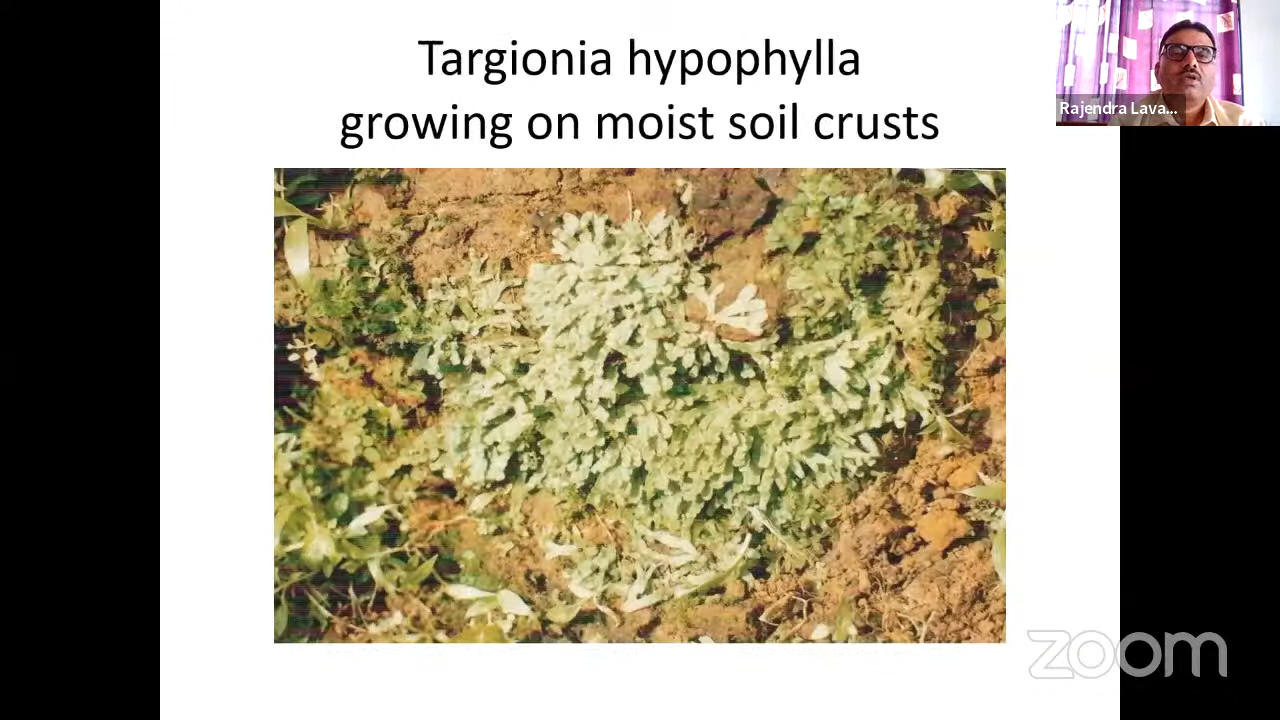 Targionia hypophylla
growing on moist soil crusts
Rajendra Lava...
zoom